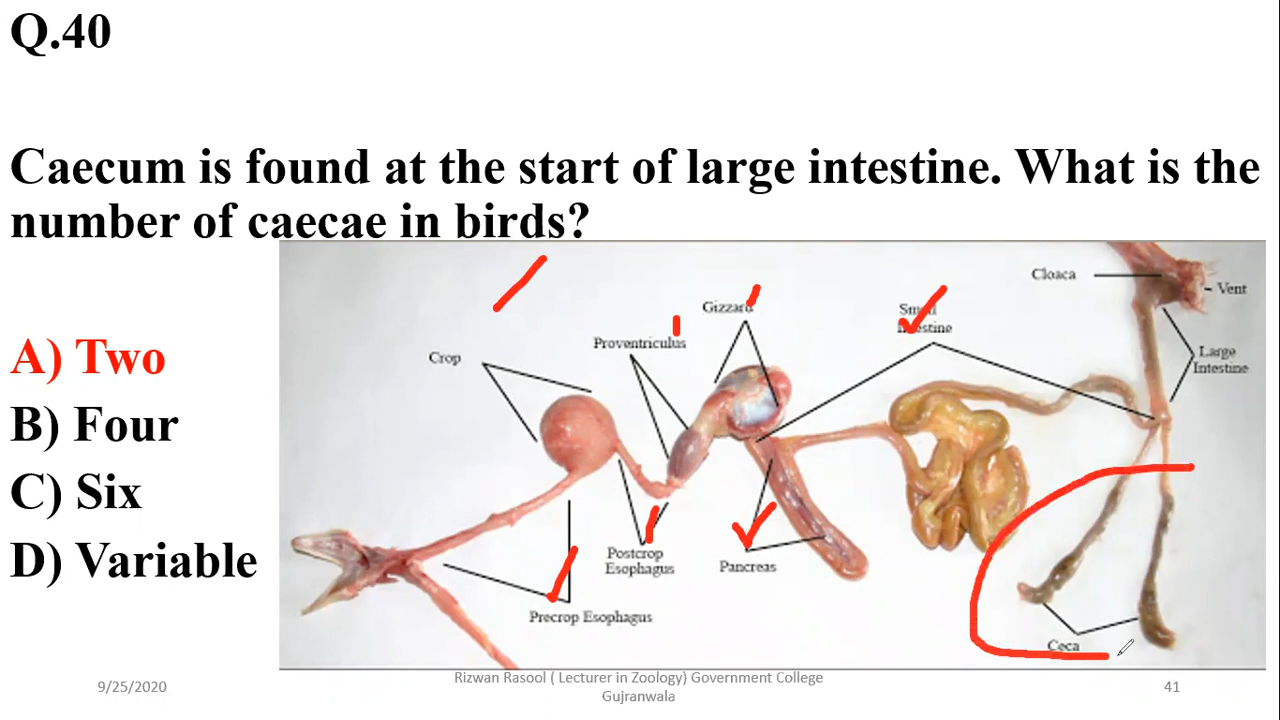 Q.40
Caecum is found at the start of large intestine. What is the
number of caecae in birds?
A) Two
B) Four
C) Six
D) Variable
Cloaca
Vent
Gizzard
Small
Intestine
Proventriculus
Crop
Large
Intestine
Postcrop
Esophagus
Pancreas
Precrop Esophagus
Ceca
9/25/2020
Rizwan Rasool ( Lecturer in Zoology) Government College
Gujranwala
41